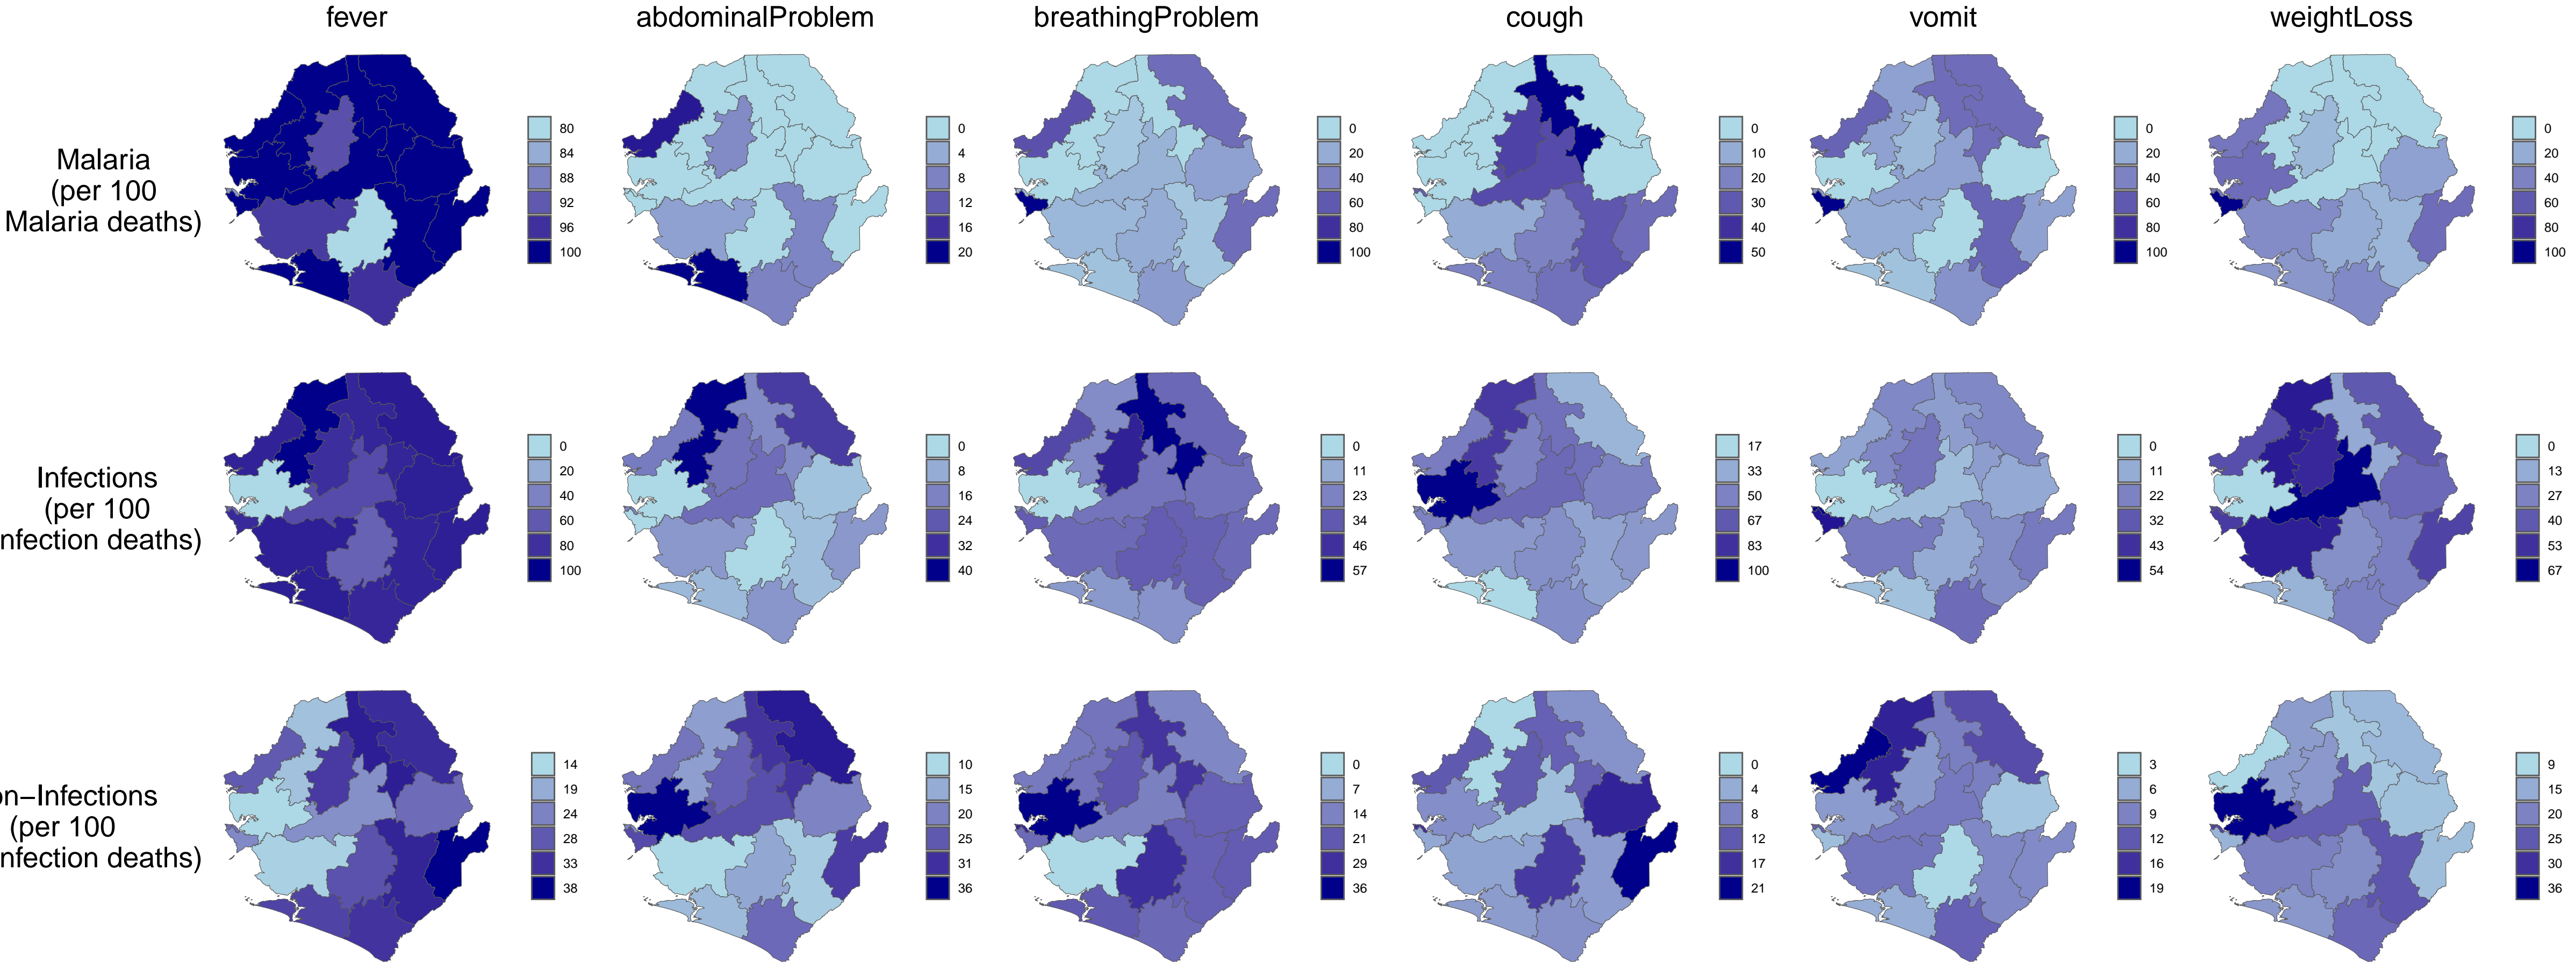 fever abdominalProblem breathingProblem cough vomit weightLoss
Malaria
(per 100
Malaria deaths)
80 0 0 0 0 0
84 4 20 10 20 20
88 8 40 20 40 40
92 12 60 30 60 60
96 16 80 40 80 80
100 20 100 50 100 100
Infections
(per 100
nfection deaths)
0 0 0 17 0 0
20 8 11 33 11 13
40 16 23 50 22 27
60 24 34 67 32 40
80 32 46 83 43 53
100 40 57 100 54 67
on−Infections
(per 100
nfection deaths)
14 10 0 0 3 9
19 15 7 4 6 15
24 20 14 8 9 20
28 25 21 12 12 25
33 31 29 17 16 30
38 36 36 21 19 36